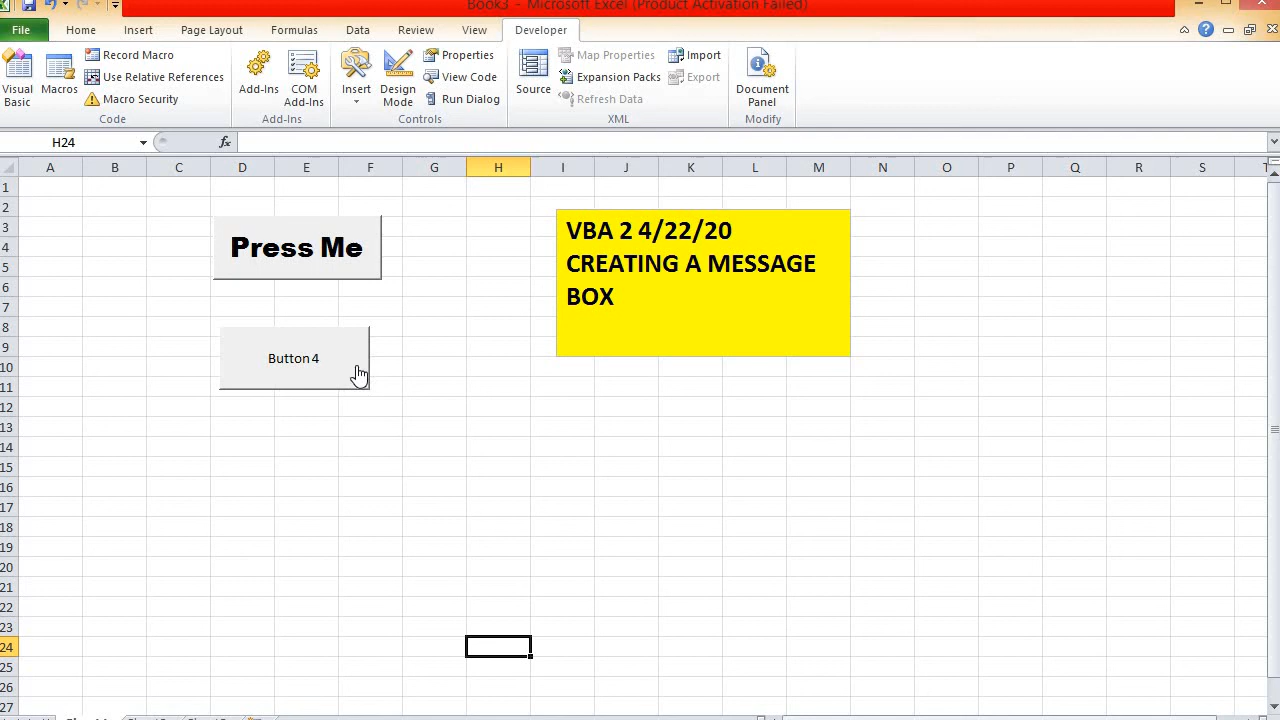 Book3 - Microsoft Excel (Product Activation Failed)
File Home Insert Page Layout Formulas Data Review View Developer
Visual Basic
Macros
Record Macro
Use Relative References
Macro Security
Code
Add-Ins
COM Add-Ins
Add-Ins
Insert
Design Mode
Properties
View Code
Run Dialog
Controls
Source
Map Properties
Expansion Packs
Refresh Data
Import
Export
XML
Document Panel
Modify
H24
fx
A B C D E F G H I J K L M N O P Q R S
1
2
3
4
5
6
7
8
9
10
11
12
13
14
15
16
17
18
19
20
21
22
23
24
25
26
27
Press Me
Button 4
VBA 2 4/22/20
CREATING A MESSAGE
BOX